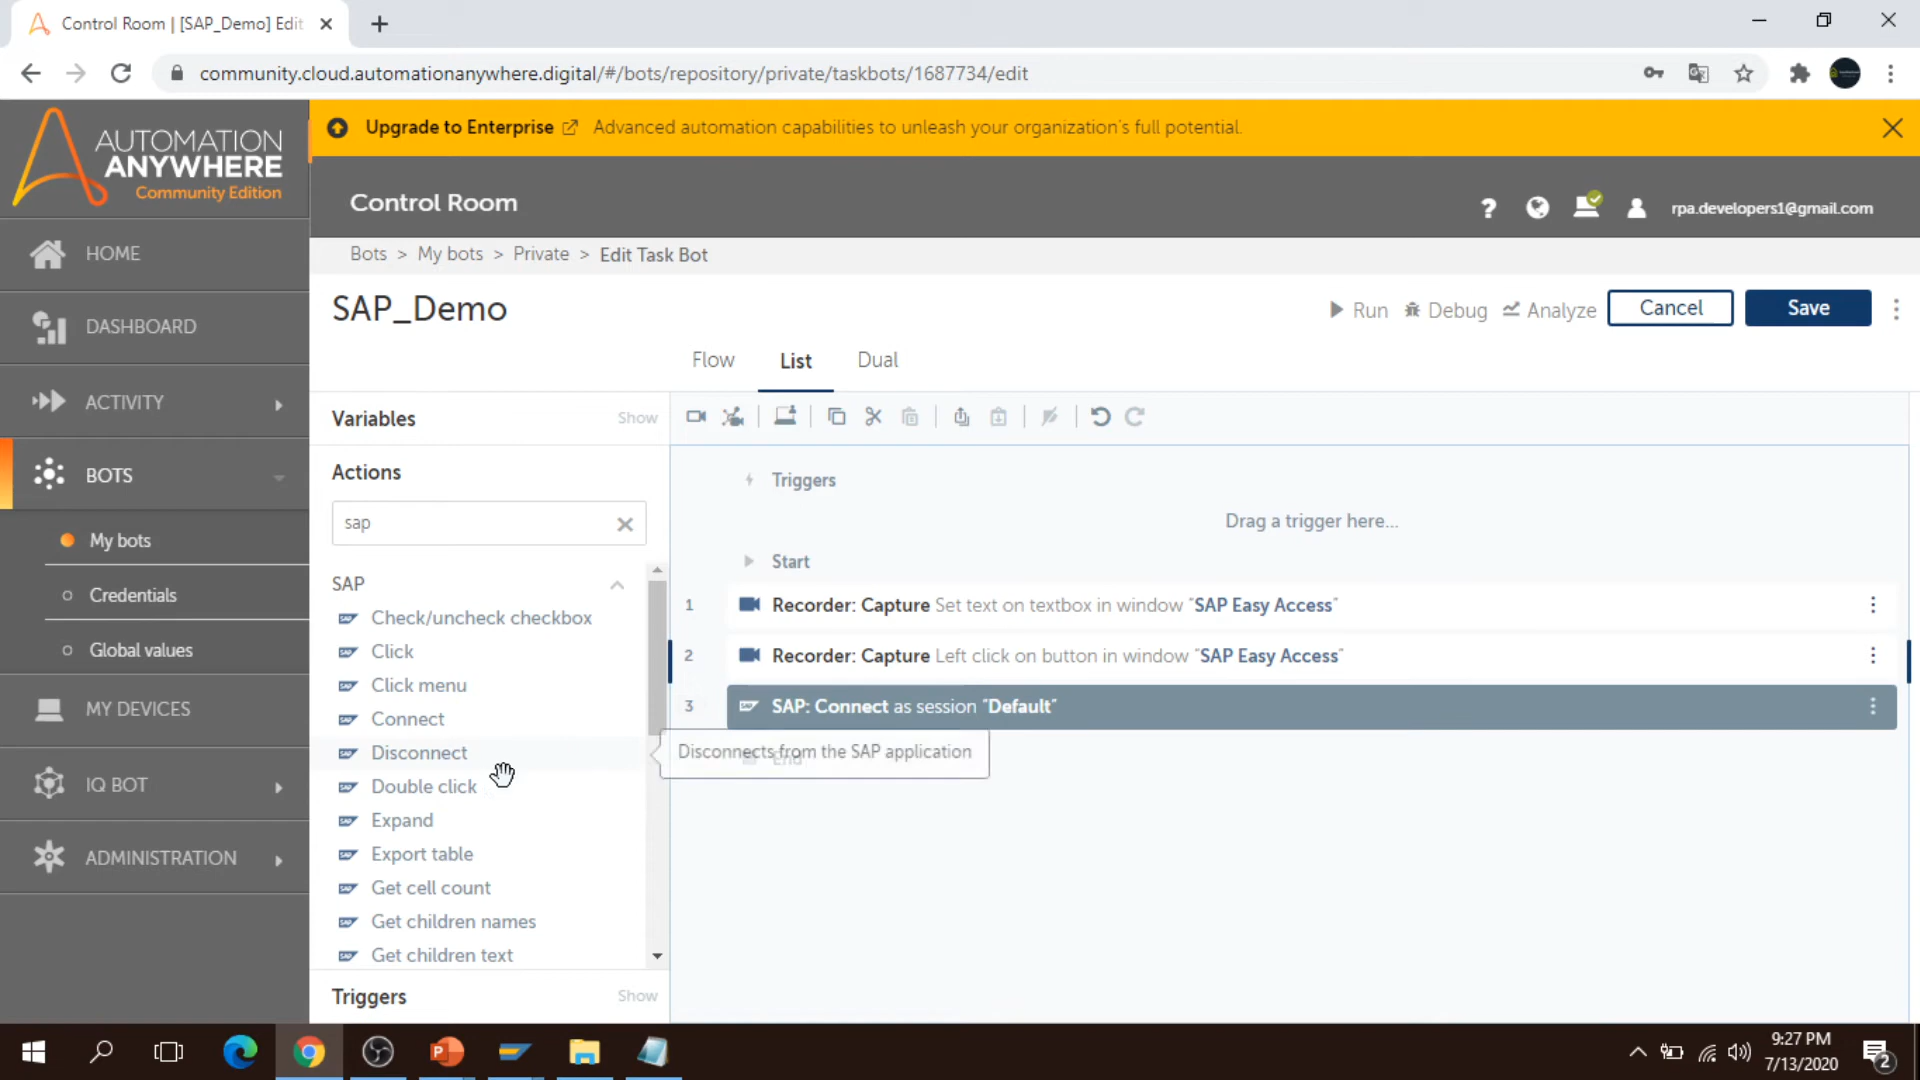 Control Room | [SAP_Demo] Edit
community.cloud.automationanywhere.digital/#/bots/repository/private/taskbots/1687734/edit
AUTOMATION
ANYWHERE
Community Edition
Upgrade to Enterprise Advanced automation capabilities to unleash your organization's full potential.
Control Room
rpa.developers1@gmail.com
HOME
DASHBOARD
ACTIVITY
BOTS
My bots
Credentials
Global values
MY DEVICES
IQ BOT
ADMINISTRATION
Bots > My bots > Private > Edit Task Bot
SAP_Demo
Run Debug Analyze Cancel Save
Flow List Dual
Variables Show
Actions
sap
SAP
Check/uncheck checkbox
Click
Click menu
Connect
Disconnect
Double click
Expand
Export table
Get cell count
Get children names
Get children text
Triggers Show
Triggers
Drag a trigger here...
Start
1 Recorder: Capture Set text on textbox in window "SAP Easy Access"
2 Recorder: Capture Left click on button in window "SAP Easy Access"
3 SAP: Connect as session "Default"
Disconnects from the SAP application
End
9:27 PM
7/13/2020
2